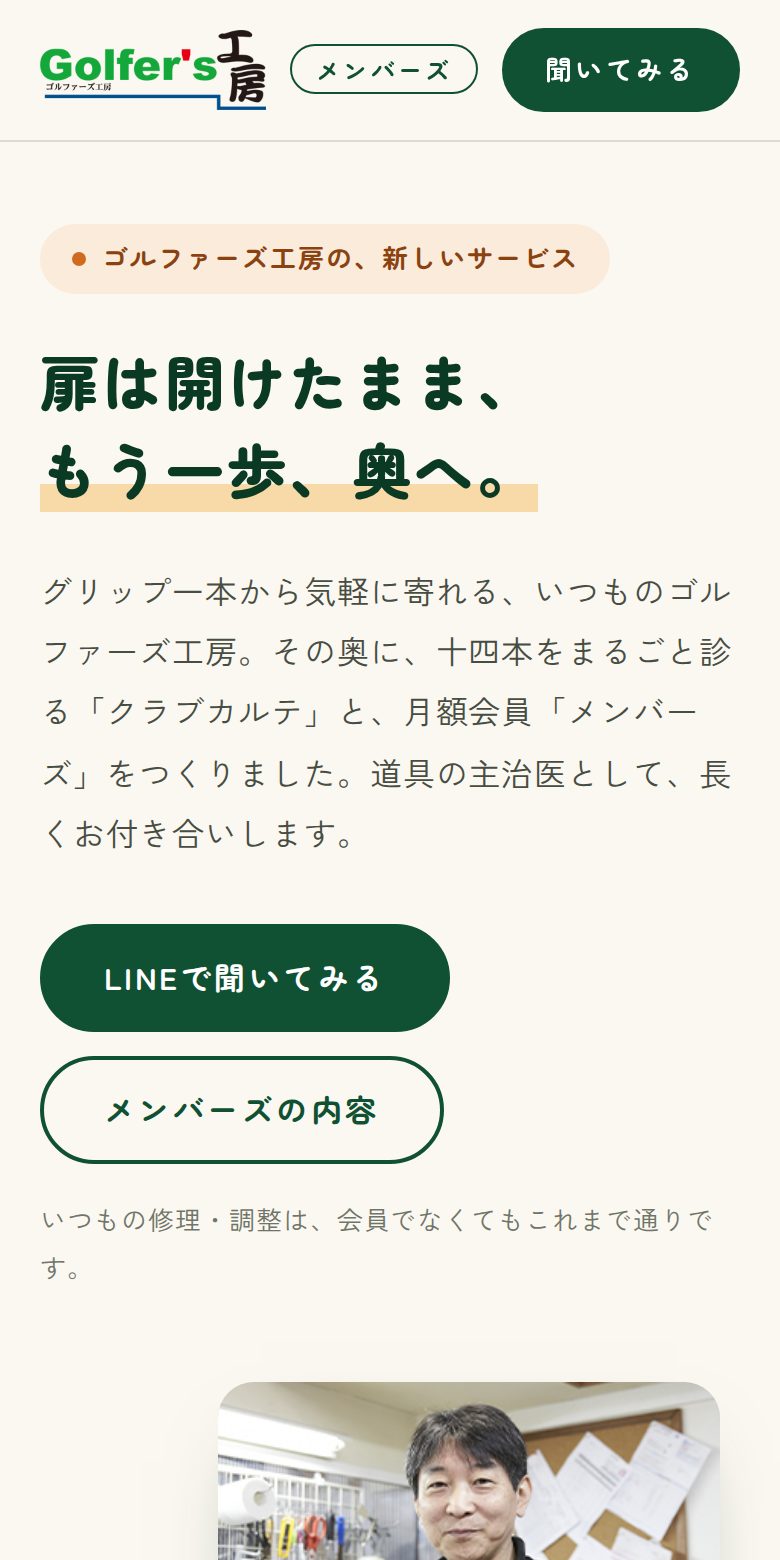 Golfer's工房
ゴルファーズ工房
メンバーズ
聞いてみる
ゴルファーズ工房の、新しいサービス
扉は開けたまま、
もう一歩、奥へ。
グリップ一本から気軽に寄れる、いつものゴル
ファーズ工房。その奥に、十四本をまるごと診
る「クラブカルテ」と、月額会員「メンバー
ズ」をつくりました。道具の主治医として、長
くお付き合いします。
LINEで聞いてみる
メンバーズの内容
いつもの修理・調整は、会員でなくてもこれまで通りで
す。